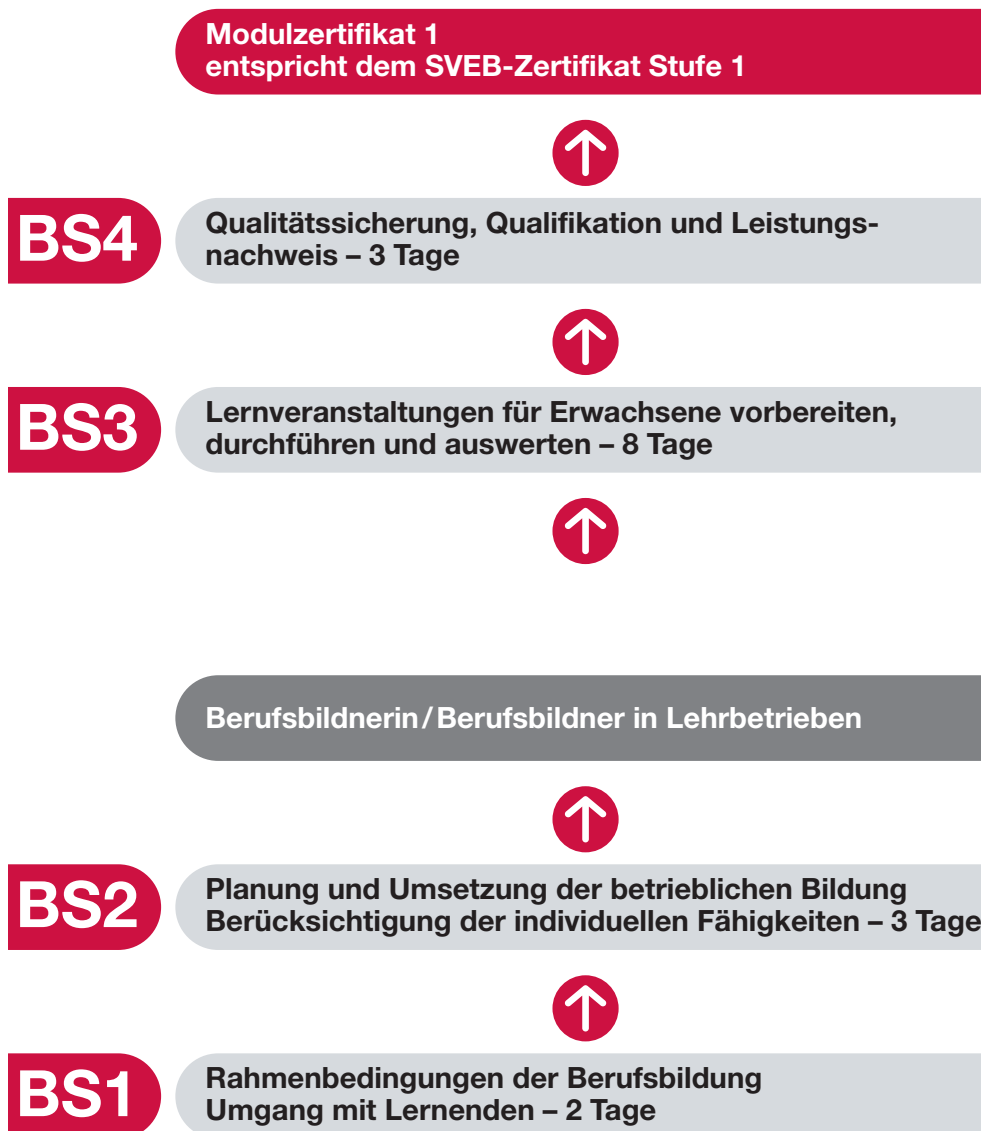 Modulzertifikat 1
entspricht dem SVEB-Zertifikat Stufe 1
BS4
Qualitätssicherung, Qualifikation und Leistungs-
nachweis – 3 Tage
BS3
Lernveranstaltungen für Erwachsene vorbereiten,
durchführen und auswerten – 8 Tage
Berufsbildnerin/Berufsbildner in Lehrbetrieben
BS2
Planung und Umsetzung der betrieblichen Bildung
Berücksichtigung der individuellen Fähigkeiten – 3 Tage
BS1
Rahmenbedingungen der Berufsbildung
Umgang mit Lernenden – 2 Tage